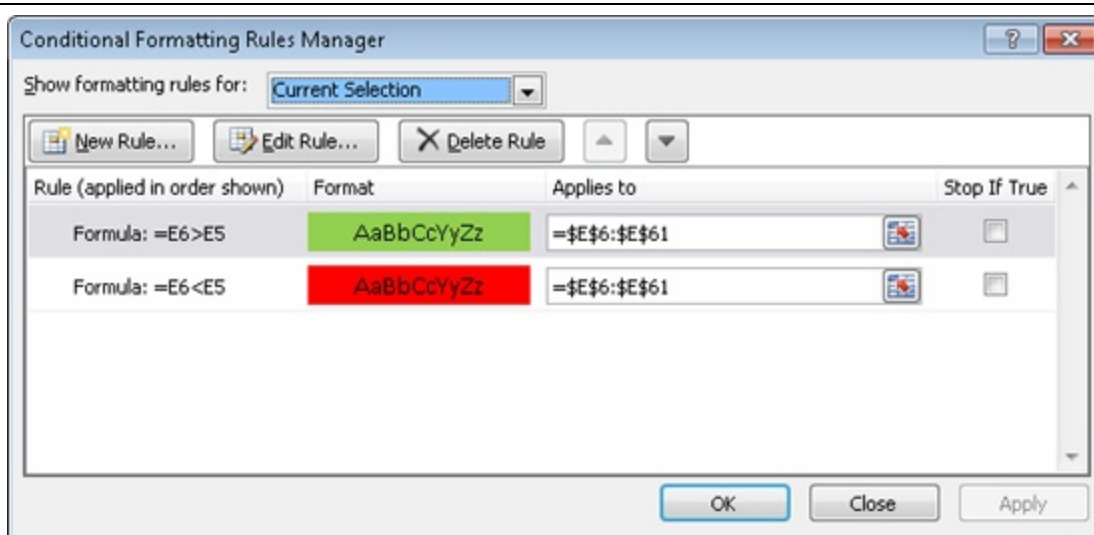 Conditional Formatting Rules Manager
Show formatting rules for: Current Selection
New Rule... Edit Rule... Delete Rule
Rule (applied in order shown) Format Applies to Stop If True
Formula: =E6>E5 AaBbCcYyZz =$E$6:$E$61
Formula: =E6<E5 AaBbCcYyZz =$E$6:$E$61
OK Close Apply